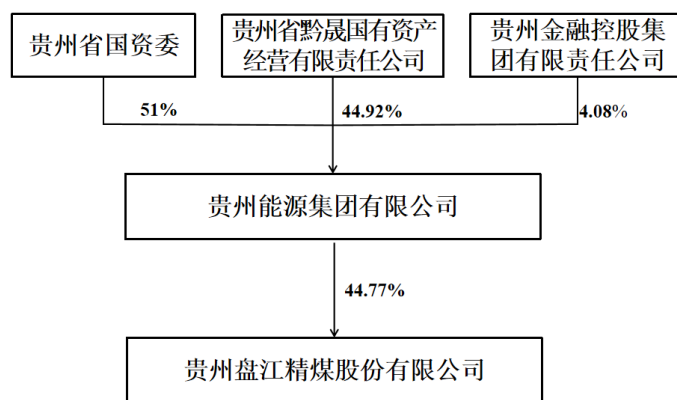 贵州省国资委
贵州省黔晟国有资产
经营有限责任公司
贵州金融控股集
团有限责任公司
51%
44.92%
4.08%
贵州能源集团有限公司
44.77%
贵州盘江精煤股份有限公司